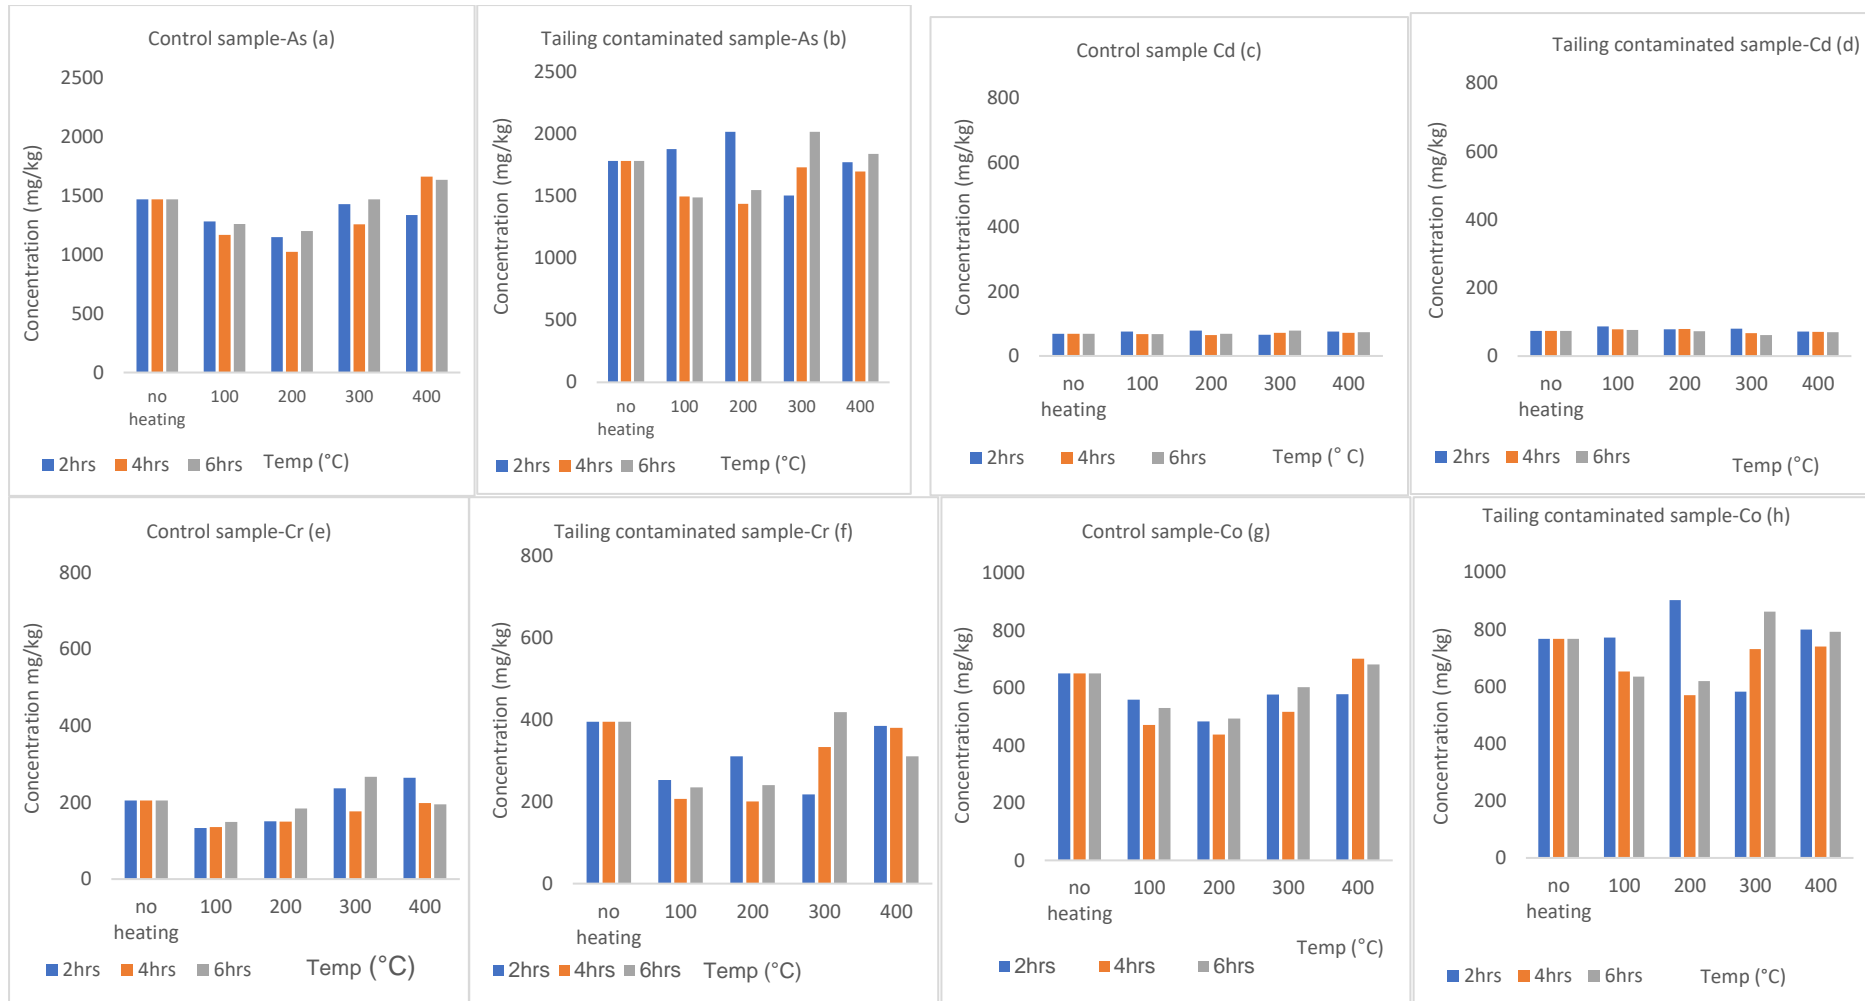 Control sample-As (a)
Concentration (mg/kg)
2500
2000
1500
1000
500
0
no heating
100
200
300
400
2hrs 4hrs 6hrs
Temp (°C)
Tailing contaminated sample-As (b)
Concentration (mg/kg)
2500
2000
1500
1000
500
0
no heating
100
200
300
400
2hrs 4hrs 6hrs
Temp (°C)
Control sample Cd (c)
Concentration (mg/kg)
800
600
400
200
0
no heating
100
200
300
400
2hrs 4hrs 6hrs
Temp (° C)
Tailing contaminated sample-Cd (d)
Concentration (mg/kg)
800
600
400
200
0
no heating
100
200
300
400
2hrs 4hrs 6hrs
Temp (°C)
Control sample-Cr (e)
Concentration mg/kg)
800
600
400
200
0
no heating
100
200
300
400
2hrs 4hrs 6hrs
Temp (°C)
Tailing contaminated sample-Cr (f)
Concentration (mg/kg)
800
600
400
200
0
no heating
100
200
300
400
2hrs 4hrs 6hrs
Temp (°C)
Control sample-Co (g)
Concentration (mg/kg)
1000
800
600
400
200
0
no heating
100
200
300
400
Temp (°C)
2hrs 4hrs 6hrs
Tailing contaminated sample-Co (h)
Concentration (mg/kg)
1000
800
600
400
200
0
no heating
100
200
300
400
2hrs 4hrs 6hrs
Temp (°C)